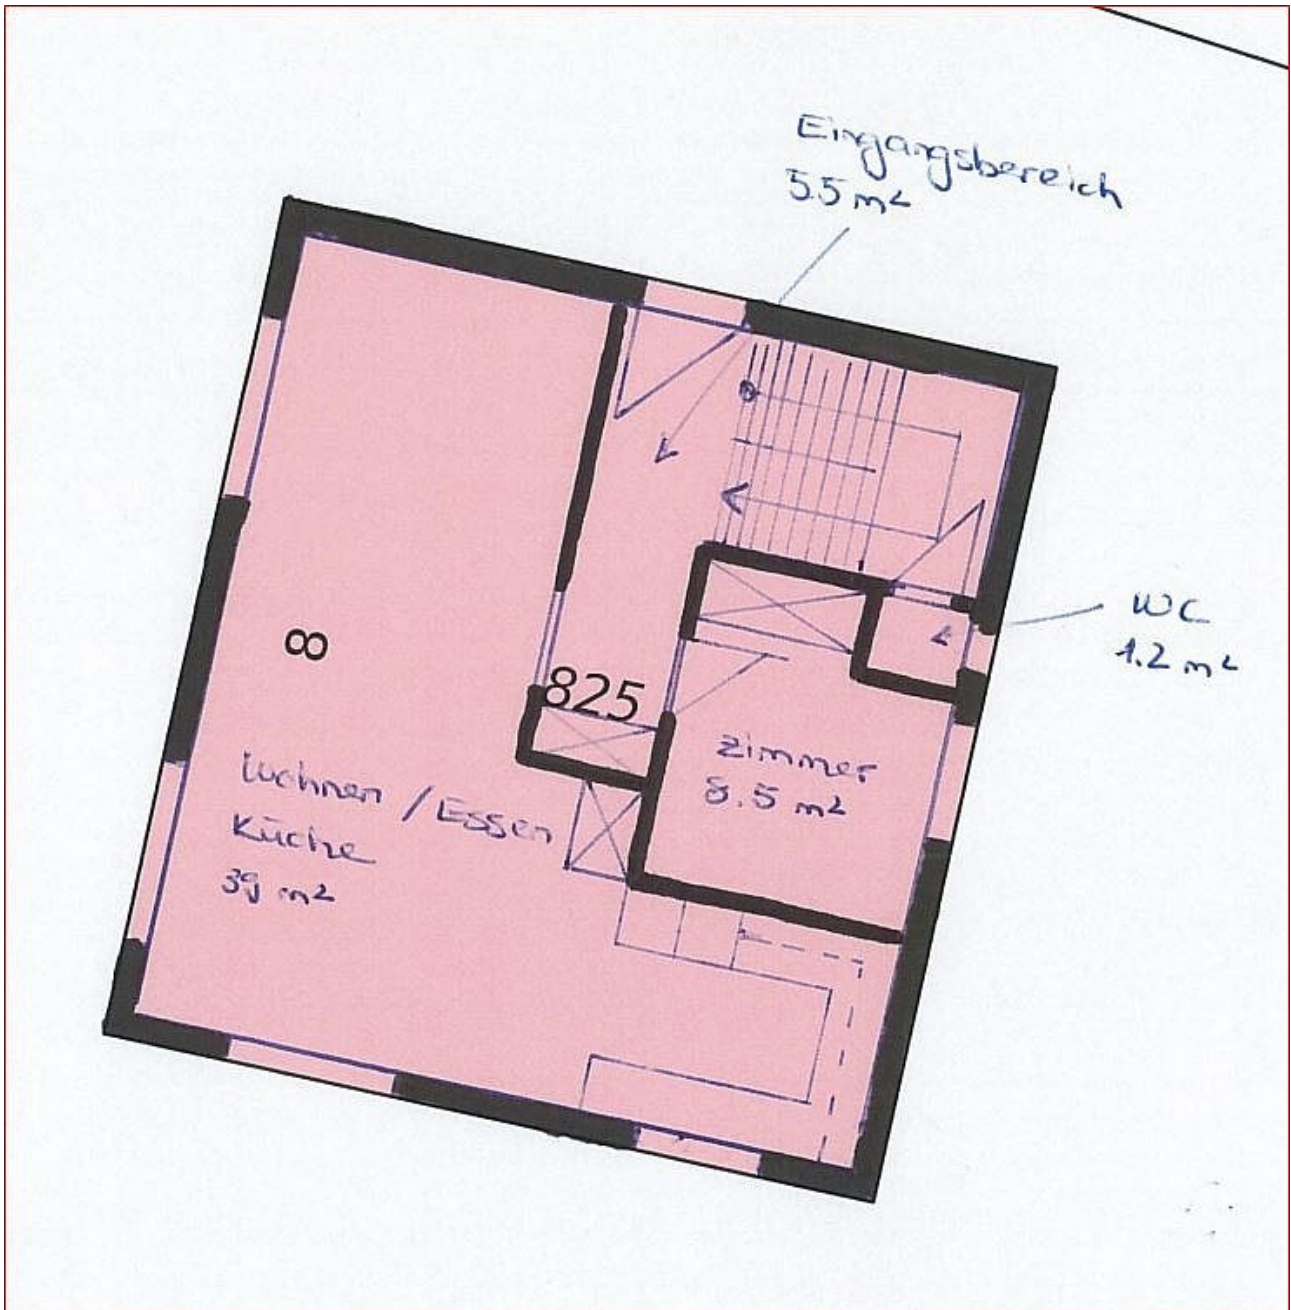 Eingangsbereich
5.5 m²
WC
1.2 m²
8
825
Zimmer
8.5 m²
Wohnen / Essen
Küche
39 m²